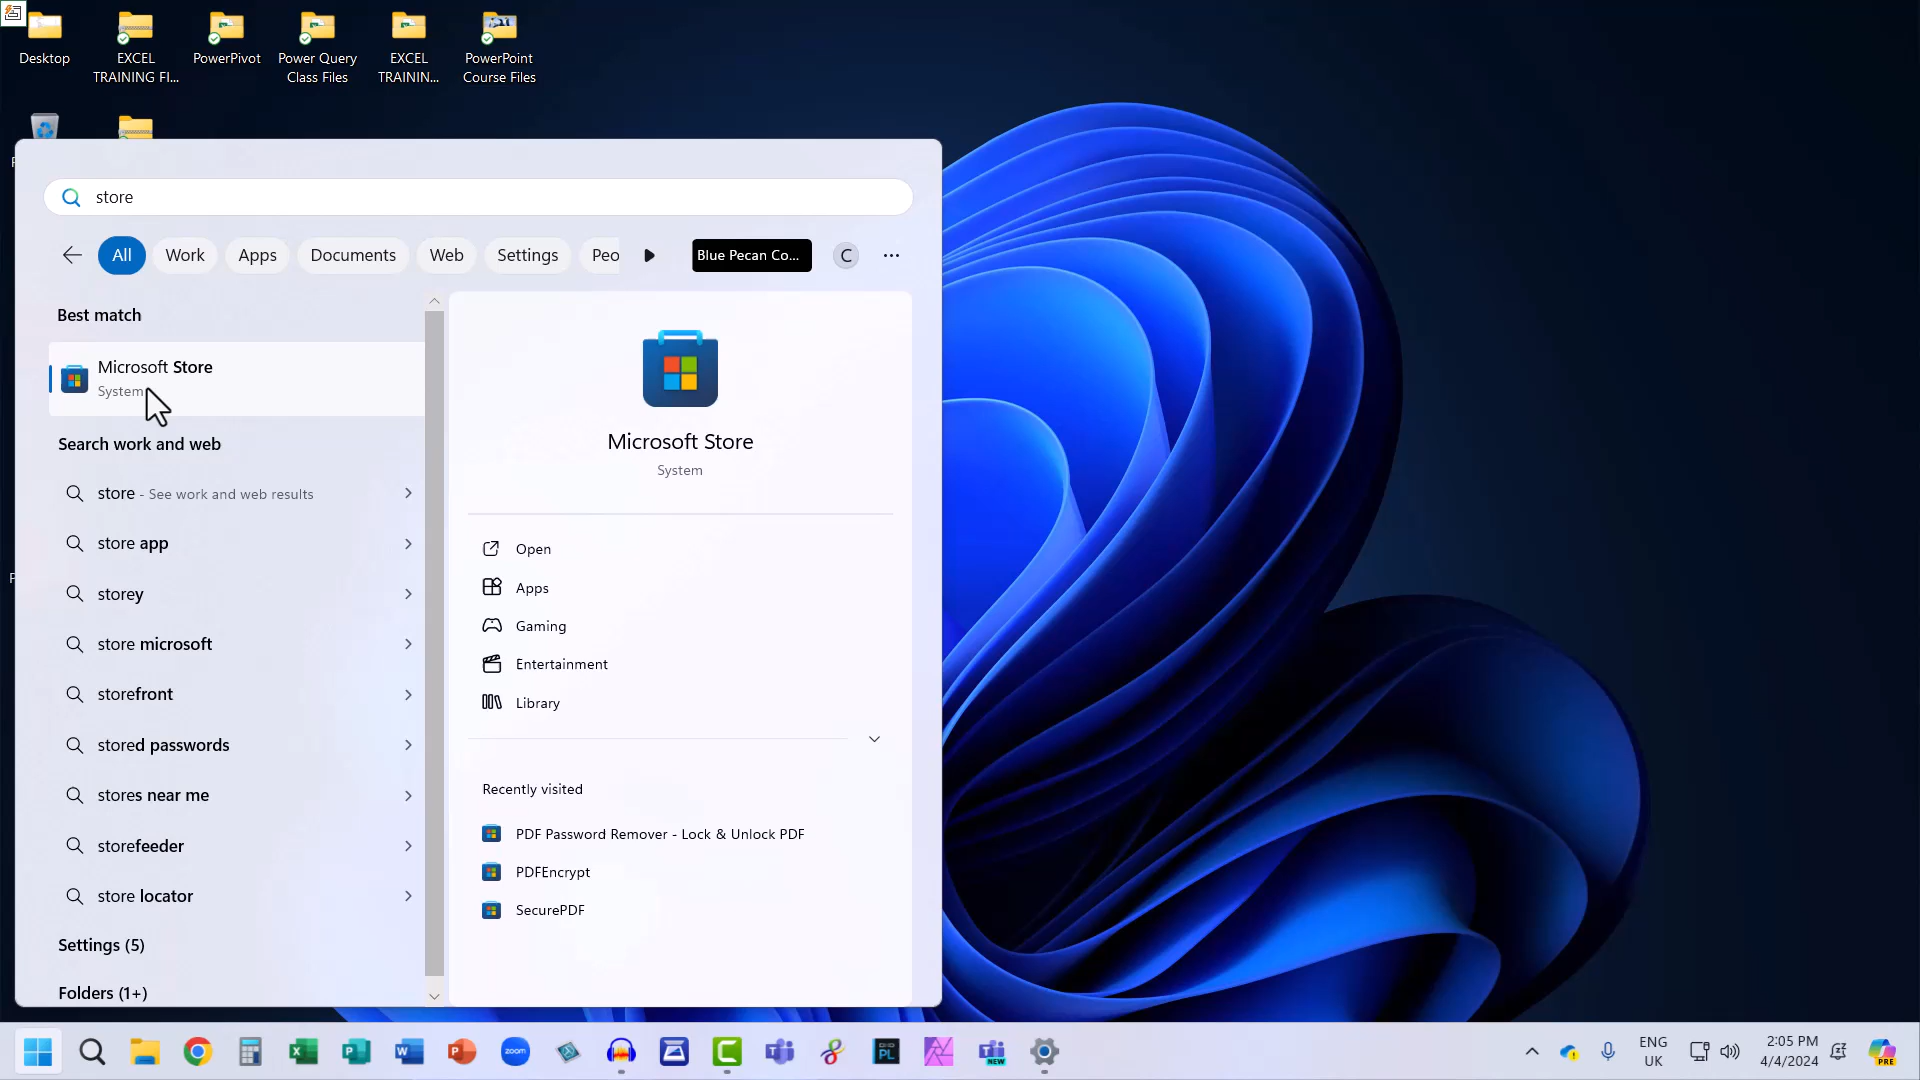 Desktop
EXCEL
TRAINING FI...
PowerPivot
Power Query
Class Files
EXCEL
TRAININ...
PowerPoint
Course Files
store
All
Work
Apps
Documents
Web
Settings
Peo
Blue Pecan Co...
C
Best match
Microsoft Store
System
Search work and web
store - See work and web results
store app
storey
store microsoft
storefront
stored passwords
stores near me
storefeeder
store locator
Settings (5)
Folders (1+)
Microsoft Store
System
Open
Apps
Gaming
Entertainment
Library
Recently visited
PDF Password Remover - Lock & Unlock PDF
PDFEncrypt
SecurePDF
zoom
PL
NEW
ENG
UK
2:05 PM
4/4/2024
PRE